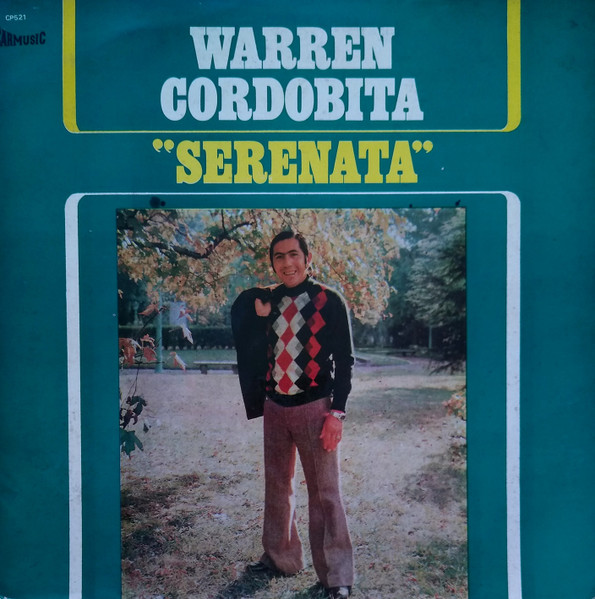 CPS21
WARREN
CORDOBITA
“SERENATA”